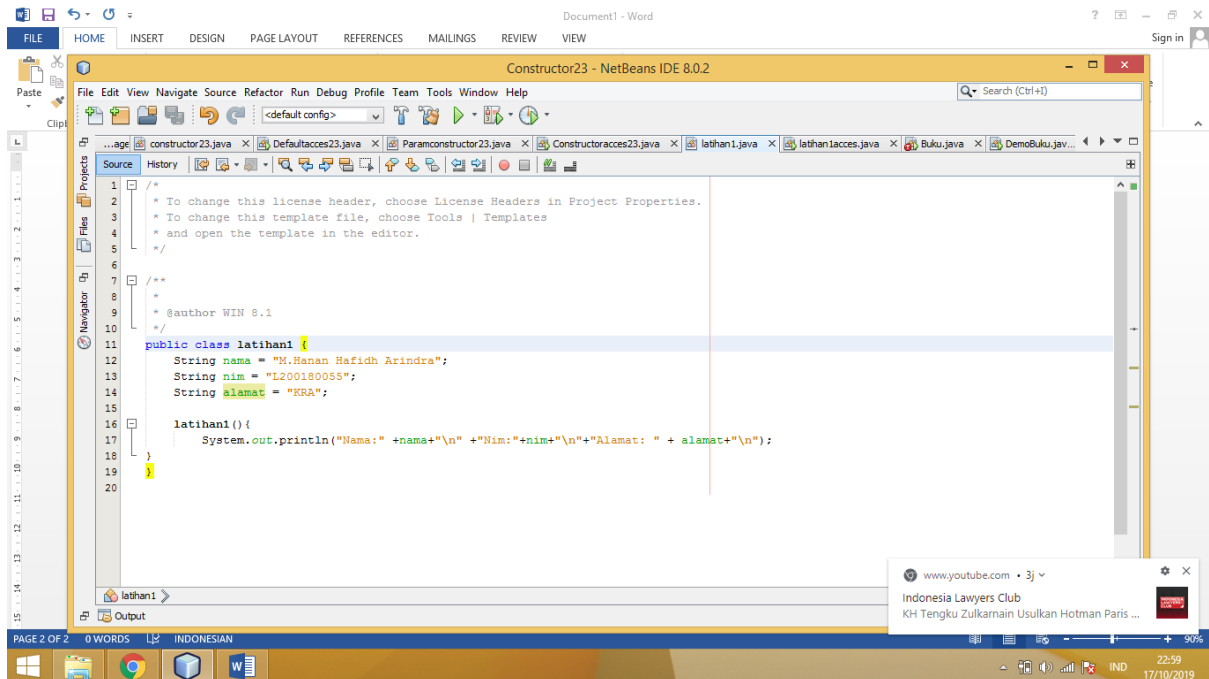 Document1 - Word
FILE HOME INSERT DESIGN PAGE LAYOUT REFERENCES MAILINGS REVIEW VIEW Sign in
Paste
Clipl
Constructor23 - NetBeans IDE 8.0.2
File Edit View Navigate Source Refactor Run Debug Profile Team Tools Window Help
Search (Ctrl+I)
<default config>
...age constructor23.java Defaultacces23.java Paramconstructor23.java Constructoracces23.java latihan1.java latihan1acces.java Buku.java DemoBuku.jav...
Source History
Projects
Files
Navigator
1 /*
2 * To change this license header, choose License Headers in Project Properties.
3 * To change this template file, choose Tools | Templates
4 * and open the template in the editor.
5 */
6
7 /**
8 *
9 * @author WIN 8.1
10 */
11 public class latihan1 {
12 String nama = "M.Hanan Hafidh Arindra";
13 String nim = "L200180055";
14 String alamat = "KRA";
15
16 latihan1(){
17 System.out.println("Nama:" +nama+"\n" +"Nim:"+nim+"\n"+"Alamat: " + alamat+"\n");
18 }
19 }
20
latihan1
Output
www.youtube.com • 3j
Indonesia Lawyers Club
KH Tengku Zulkarnain Usulkan Hotman Paris ...
PAGE 2 OF 2 0 WORDS INDONESIAN 90%
IND
22:59
17/10/2019